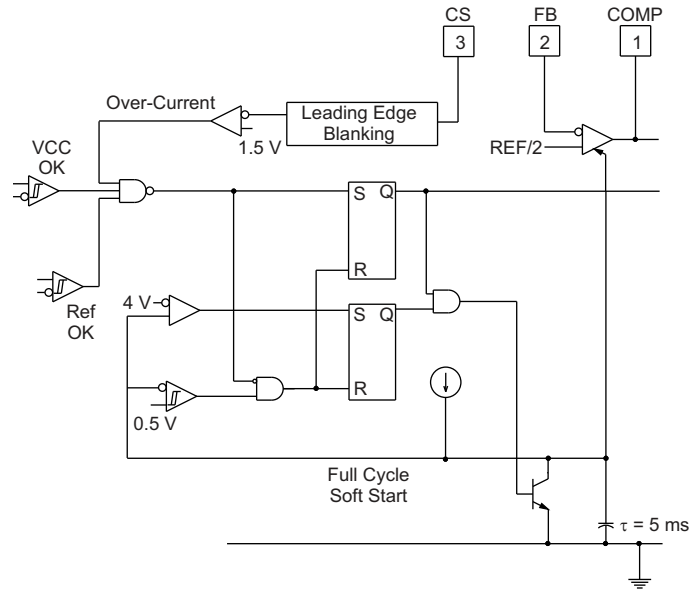 CS
FB
COMP
3
2
1
Over-Current
Leading Edge
Blanking
1.5 V
REF/2
VCC
OK
S Q
R
Ref
OK
4 V
S Q
R
0.5 V
Full Cycle
Soft Start
τ = 5 ms